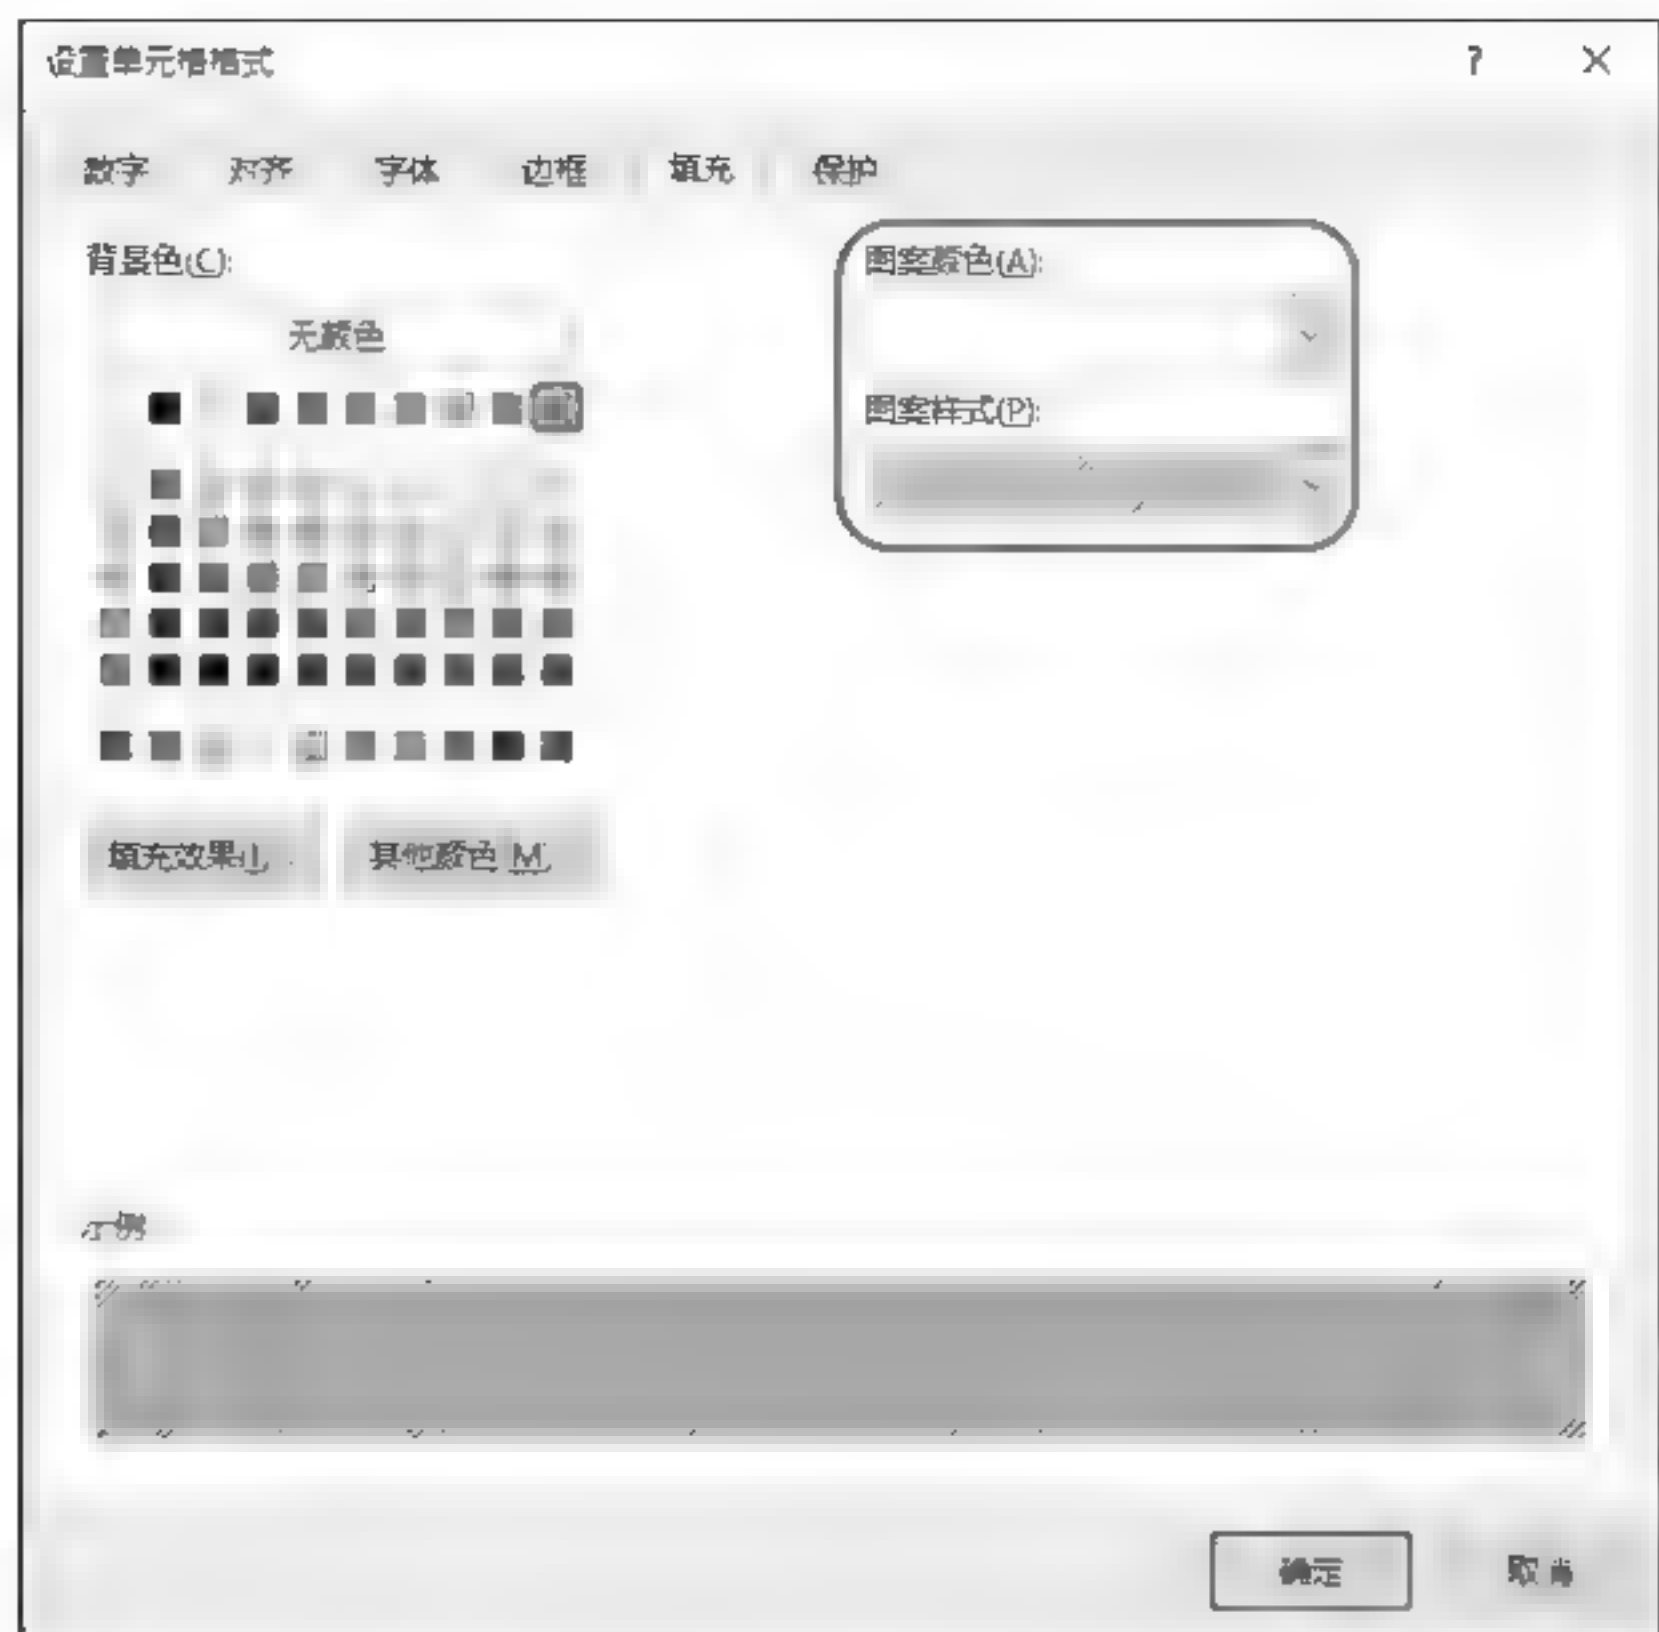 设置单元格格式 ? ×
数字 对齐 字体 边框 填充 保护
背景色(C):
图案颜色(A):
无颜色
图案样式(P):
填充效果(I)...
其他颜色(M)...
示例
确定 取消